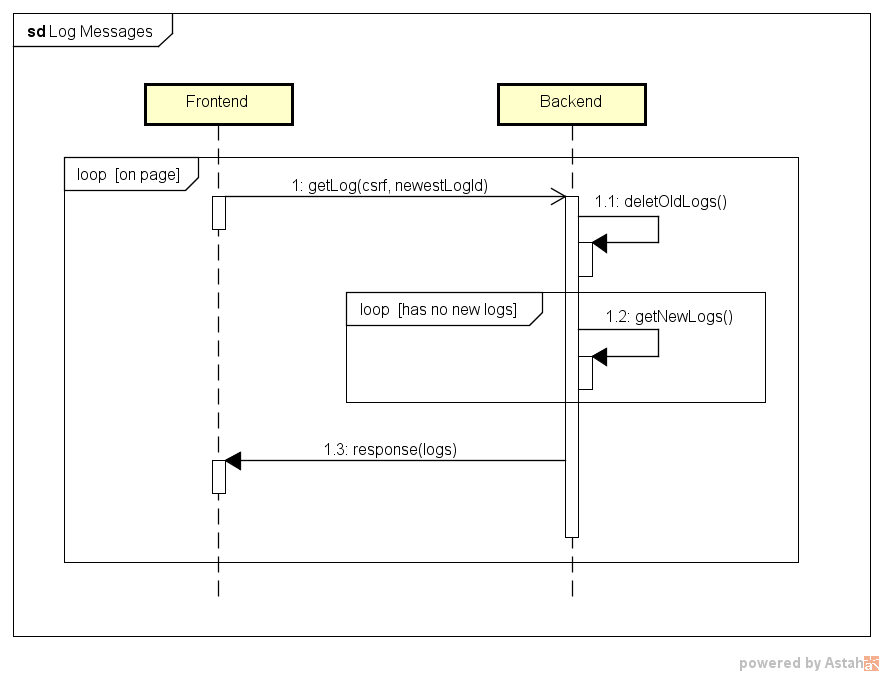 sd Log Messages
Frontend
Backend
loop [on page]
1: getLog(csrf, newestLogId)
1.1: deletOldLogs()
loop [has no new logs]
1.2: getNewLogs()
1.3: response(logs)
powered by Astah